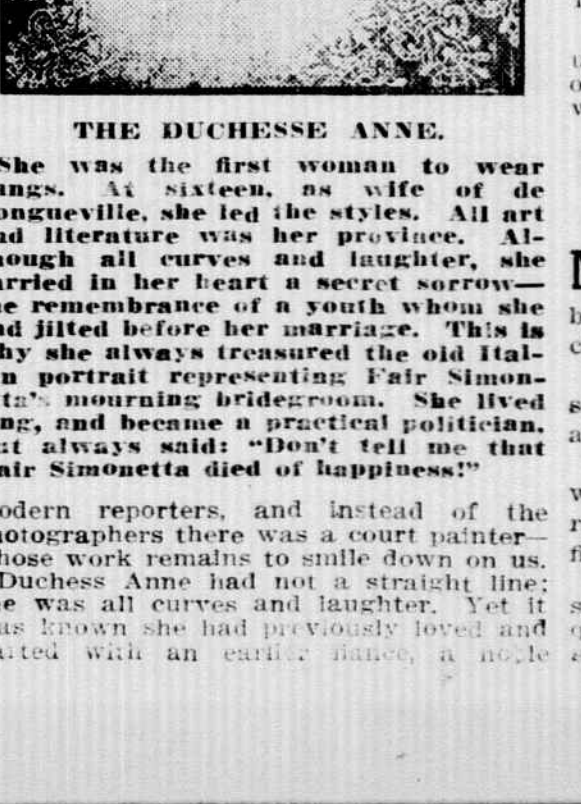 THE DUCHESSE ANNE.
She was the first woman to wear
angs. At sixteen, as wife of de
ongueville, she led the styles. All art
nd literature was her province. Al-
hough all curves and laughter, she
arried in her heart a secret sorrow—
he remembrance of a youth whom she
ad jilted before her marriage. This is
hy she always treasured the old Ital-
an portrait representing Fair Simon-
tta's mourning bridegroom. She lived
ong, and became a practical politician,
ut always said: "Don't tell me that
air Simonetta died of happiness!"
odern reporters, and instead of the
hotographers there was a court painter—
hose work remains to smile down on us.
Duchess Anne had not a straight line;
he was all curves and laughter. Yet it
as known she had previously loved and
arted with an earlier fiance, a noble